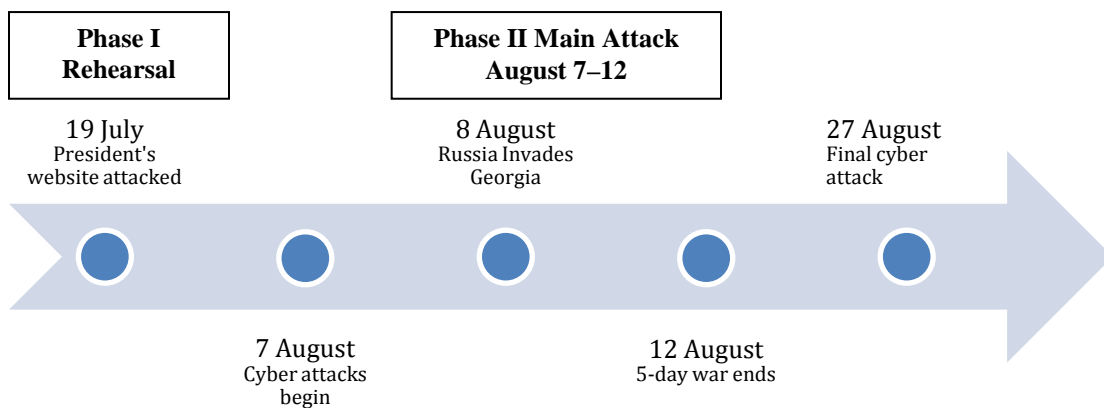 Phase I
Rehearsal
Phase II Main Attack
August 7–12
19 July
President's
website attacked
8 August
Russia Invades
Georgia
27 August
Final cyber
attack
7 August
Cyber attacks
begin
12 August
5-day war ends